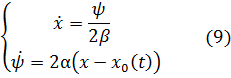 { ẋ = ψ / 2β
ψ̇ = 2α(x − x₀(t))
(9)